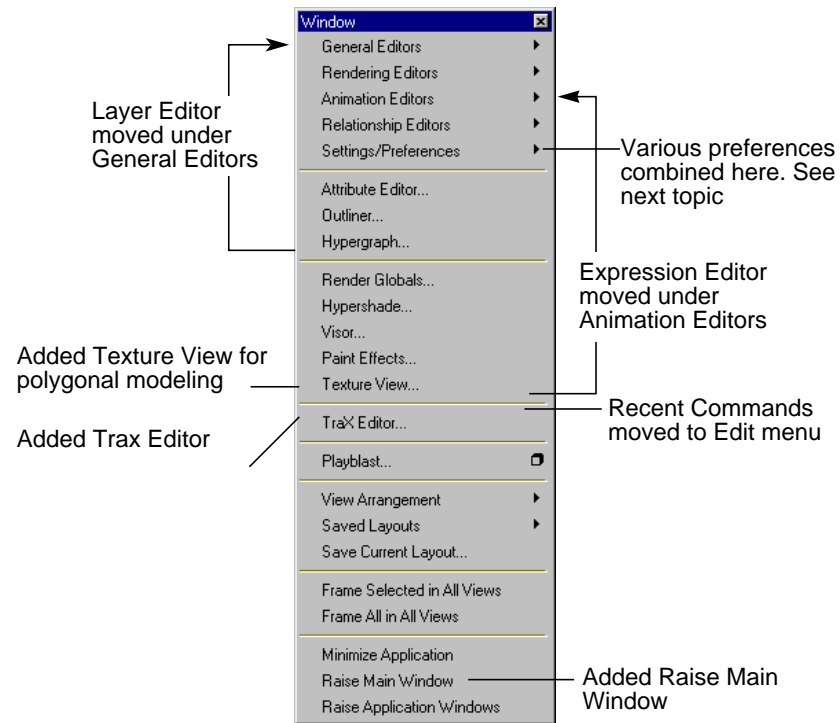 Window
General Editors
Rendering Editors
Animation Editors
Relationship Editors
Settings/Preferences
Attribute Editor...
Outliner...
Hypergraph...
Render Globals...
Hypershade...
Visor...
Paint Effects...
Texture View...
TraX Editor...
Playblast...
View Arrangement
Saved Layouts
Save Current Layout...
Frame Selected in All Views
Frame All in All Views
Minimize Application
Raise Main Window
Raise Application Windows
Layer Editor
moved under
General Editors
Added Texture View for
polygonal modeling
Added Trax Editor
Various preferences
combined here. See
next topic
Expression Editor
moved under
Animation Editors
Recent Commands
moved to Edit menu
Added Raise Main
Window